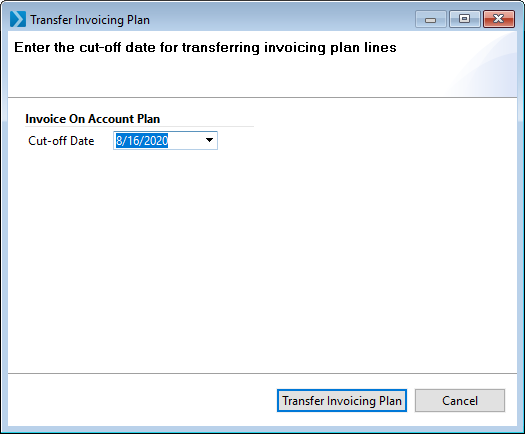 Transfer Invoicing Plan
Enter the cut-off date for transferring invoicing plan lines
Invoice On Account Plan
Cut-off Date 8/16/2020
Transfer Invoicing Plan Cancel